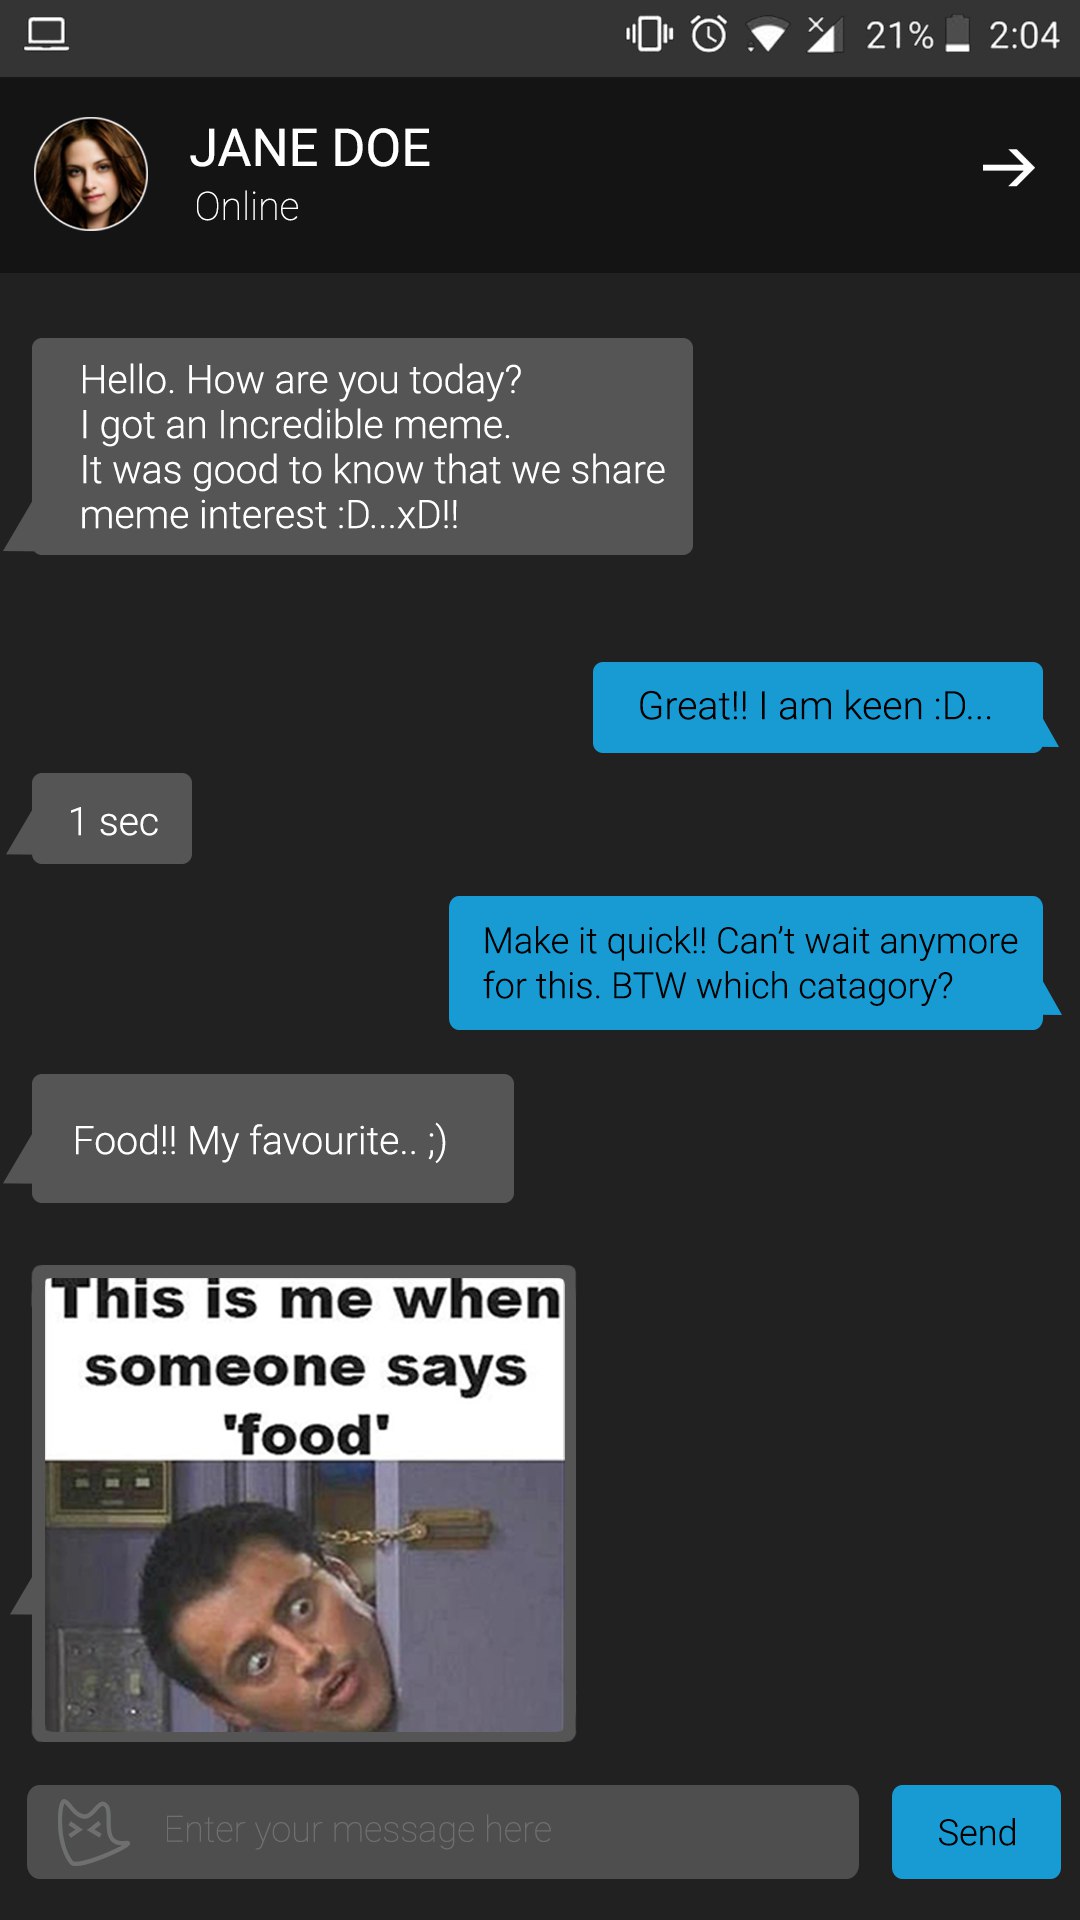 21% 2:04
JANE DOE
Online
Hello. How are you today?
I got an Incredible meme.
It was good to know that we share
meme interest :D...xD!!
Great!! I am keen :D...
1 sec
Make it quick!! Can't wait anymore
for this. BTW which catagory?
Food!! My favourite.. ;)
This is me when
someone says
'food'
Enter your message here
Send